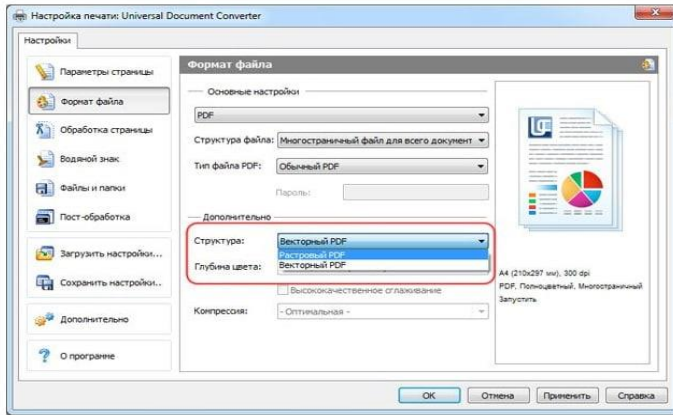 Настройка печати: Universal Document Converter
Настройки
Параметры страницы
Формат файла
Обработка страницы
Водяной знак
Файлы и папки
Пост-обработка
Загрузить настройки...
Сохранить настройки..
Дополнительно
О программе
Формат файла
Основные настройки
PDF
Структура файла: Многостраничный файл для всего документ
Тип файла PDF: Обычный PDF
Пароль:
Дополнительно
Структура: Векторный PDF
Растровый PDF
Векторный PDF
Глубина цвета:
Высококачественное сглаживание
Компрессия: - Оптимальная -
A4 (210x297 мм), 300 dpi
PDF, Полноцветный, Многостраничный
Запустить
OK Отмена Применить Справка